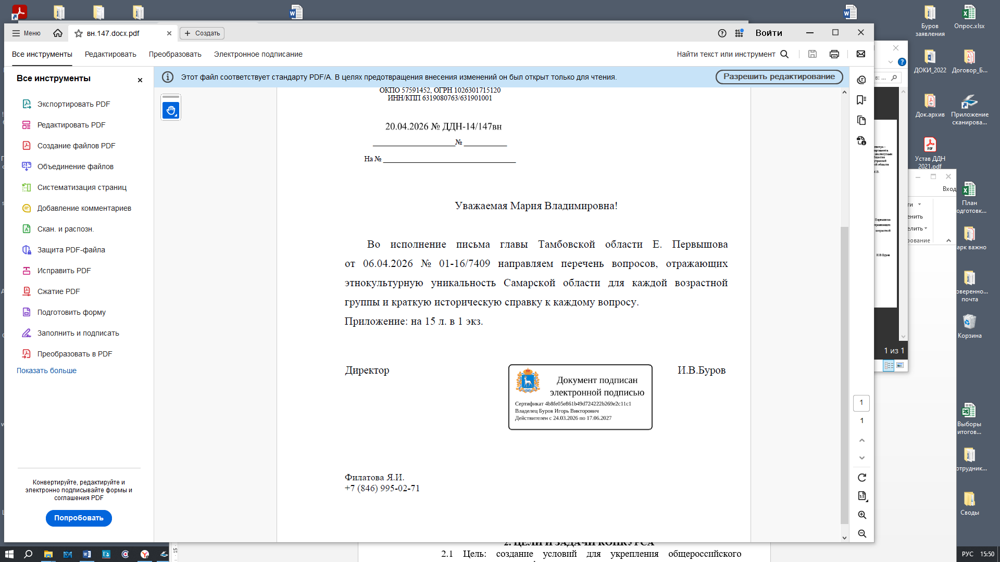 Буров
заявления
Опрос.xlsx
Меню
вн.147.docx.pdf
Создать
Войти
Все инструменты
Редактировать
Преобразовать
Электронное подписание
Найти текст или инструмент
Все инструменты
Этот файл соответствует стандарту PDF/A. В целях предотвращения внесения изменений он был открыт только для чтения.
Разрешить редактирование
Экспортировать PDF
Редактировать PDF
Создание файлов PDF
Объединение файлов
Систематизация страниц
Добавление комментариев
Скан. и распозн.
Защита PDF-файла
Исправить PDF
Сжатие PDF
Подготовить форму
Заполнить и подписать
Преобразовать в PDF
Показать больше
Конвертируйте, редактируйте и
электронно подписывайте формы и
соглашения PDF
Попробовать
ОКПО 57591452, ОГРН 1026301715120
ИНН/КПП 6319080763/631901001
20.04.2026 № ДДН-14/147вн
№
На №
Уважаемая Мария Владимировна!
Во исполнение письма главы Тамбовской области Е. Первышова
от 06.04.2026 № 01-16/7409 направляем перечень вопросов, отражающих
этнокультурную уникальность Самарской области для каждой возрастной
группы и краткую историческую справку к каждому вопросу.
Приложение: на 15 л. в 1 экз.
Директор
Документ подписан
электронной подписью
Сертификат 4b8fe05e861b49d724222b269e2c11c1
Владелец Буров Игорь Викторович
Действителен с 24.03.2026 по 17.06.2027
И.В.Буров
Филатова Я.И.
+7 (846) 995-02-71
1
1
2.1 Цель: создание условий для укрепления общероссийского
2. ЦЕЛИ И ЗАДАЧИ КОНКУРСА
ДОКИ_2022
Договор_Б...
Док.архив
Приложение
сканирова...
Устав ДДН
2021.pdf
Вход
План
одготовк...
арк важно
оверенно...
почта
Корзина
Первышова
возрастной
И.В.Буров
1 из 1
Выборы
итогов...
отрудник...
Своды
РУС
15:50